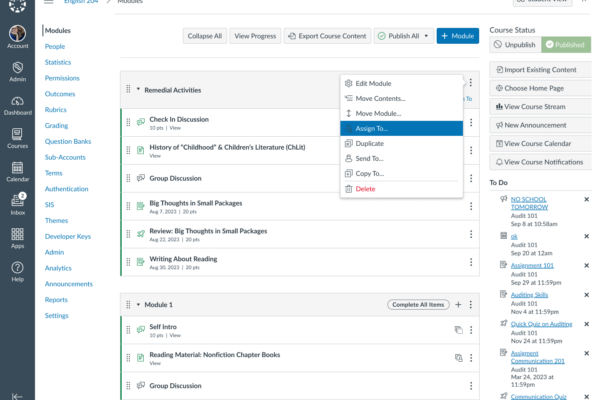 English 204 > Modules
Student View
Account
Admin
Dashboard
Courses
Calendar
2
Inbox
Apps
Help
Modules
People
Statistics
Permissions
Outcomes
Rubrics
Grading
Question Banks
Sub-Accounts
Terms
Authentication
SIS
Themes
Developer Keys
Admin
Analytics
Announcements
Reports
Settings
Collapse All
View Progress
Export Course Content
Publish All
+ Module
Remedial Activities
To
Check In Discussion
10 pts | View
History of "Childhood" & Children's Literature (ChLit)
View
Group Discussion
Big Thoughts in Small Packages
Aug 7, 2023 | 20 pts
Review: Big Thoughts in Small Packages
Aug 22, 2023 | 20 pts
Writing About Reading
Aug 30, 2023 | 20 pts
Edit Module
Move Contents...
Move Module...
Assign To...
Duplicate
Send To...
Copy To...
Delete
Module 1
Complete All Items
Self Intro
10 pts | View
Reading Material: Nonfiction Chapter Books
View
Group Discussion
Course Status
Unpublish
Published
Import Existing Content
Choose Home Page
View Course Stream
New Announcement
View Course Calendar
View Course Notifications
To Do
NO SCHOOL
TOMORROW
Audit 101
Sep 8 at 10:58am
ok
Audit 101
Sep 20 at 12am
Assignment 101
Audit 101
Sep 29 at 11:59pm
Auditing Skills
Audit 101
Nov 4 at 11:59pm
Quick Quiz on Auditing
Audit 101
Nov 24 at 11:59pm
Assigment
Communication 201
Audit 101
Mar 24, 2023 at
11:59pm
Communication Quiz